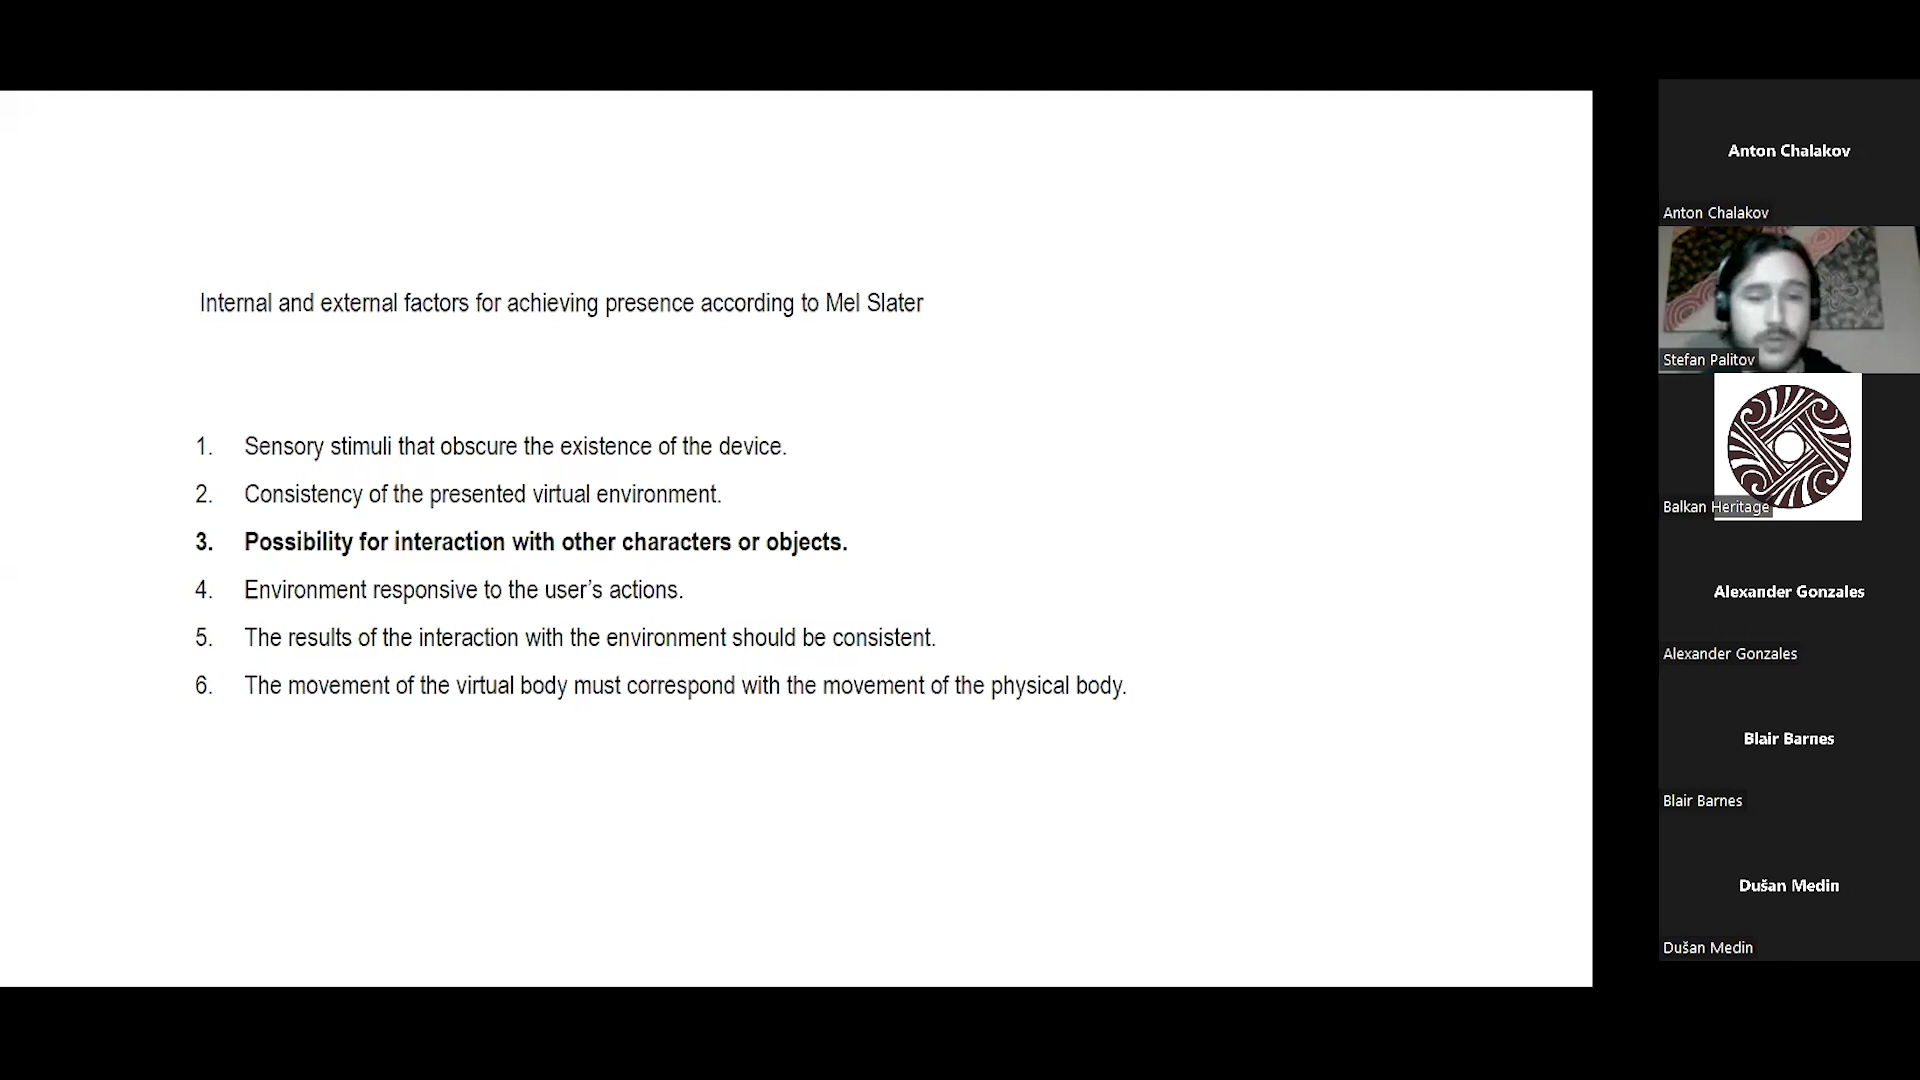 Internal and external factors for achieving presence according to Mel Slater
1. Sensory stimuli that obscure the existence of the device.
2. Consistency of the presented virtual environment.
3. Possibility for interaction with other characters or objects.
4. Environment responsive to the user’s actions.
5. The results of the interaction with the environment should be consistent.
6. The movement of the virtual body must correspond with the movement of the physical body.
Anton Chalakov
Anton Chalakov
Stefan Palitov
Balkan Heritage
Alexander Gonzales
Alexander Gonzales
Blair Barnes
Blair Barnes
Dušan Medin
Dušan Medin